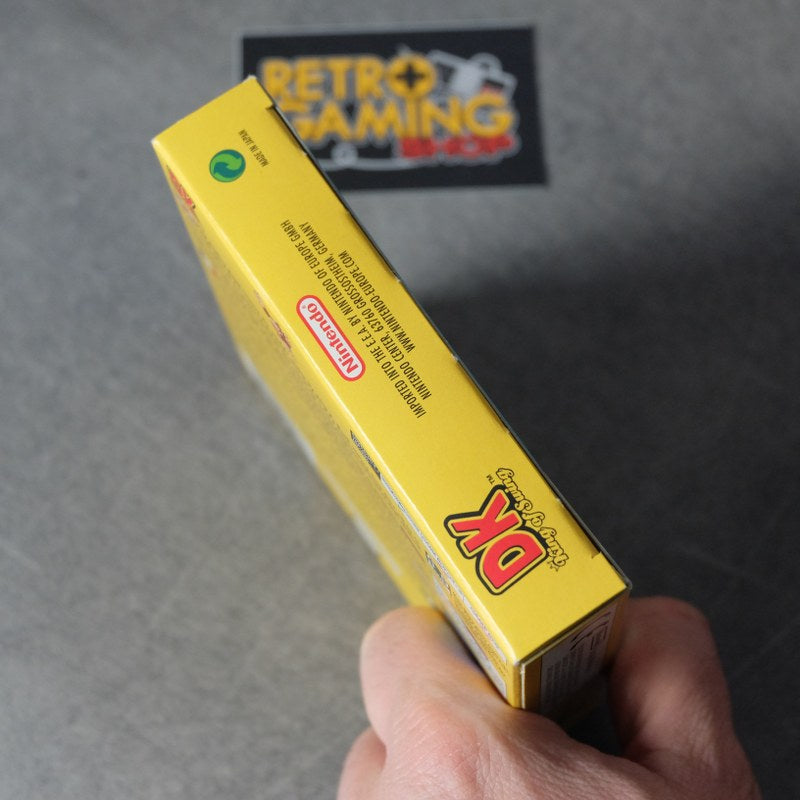 RETRO
GAMING
SHOP
MADE IN JAPAN
IMPORTED INTO THE E.E.A. BY NINTENDO OF EUROPE GMBH
NINTENDO CENTER, 63760 GROSSOSTHEIM, GERMANY
WWW.NINTENDO-EUROPE.COM
Nintendo®
DK
King of Swing
™